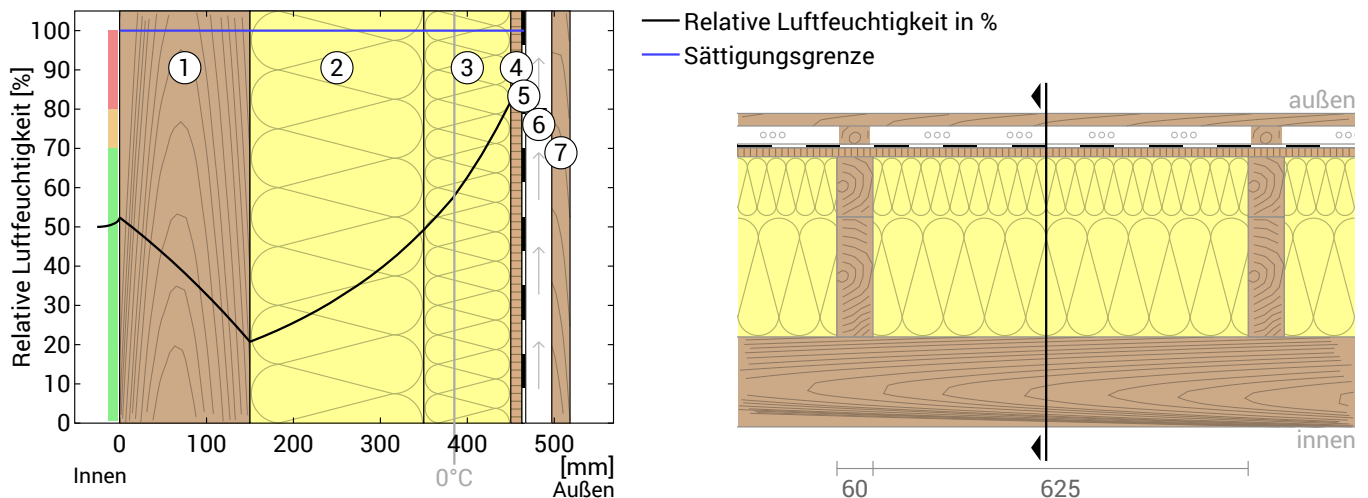 Relative Luftfeuchtigkeit [%]
100
90
80
70
60
50
40
30
20
10
0
1
2
3
4
5
6
7
0 100 200 300 400 500
[mm]
Innen
0°C
Außen
Relative Luftfeuchtigkeit in %
Sättigungsgrenze
außen
innen
60 625